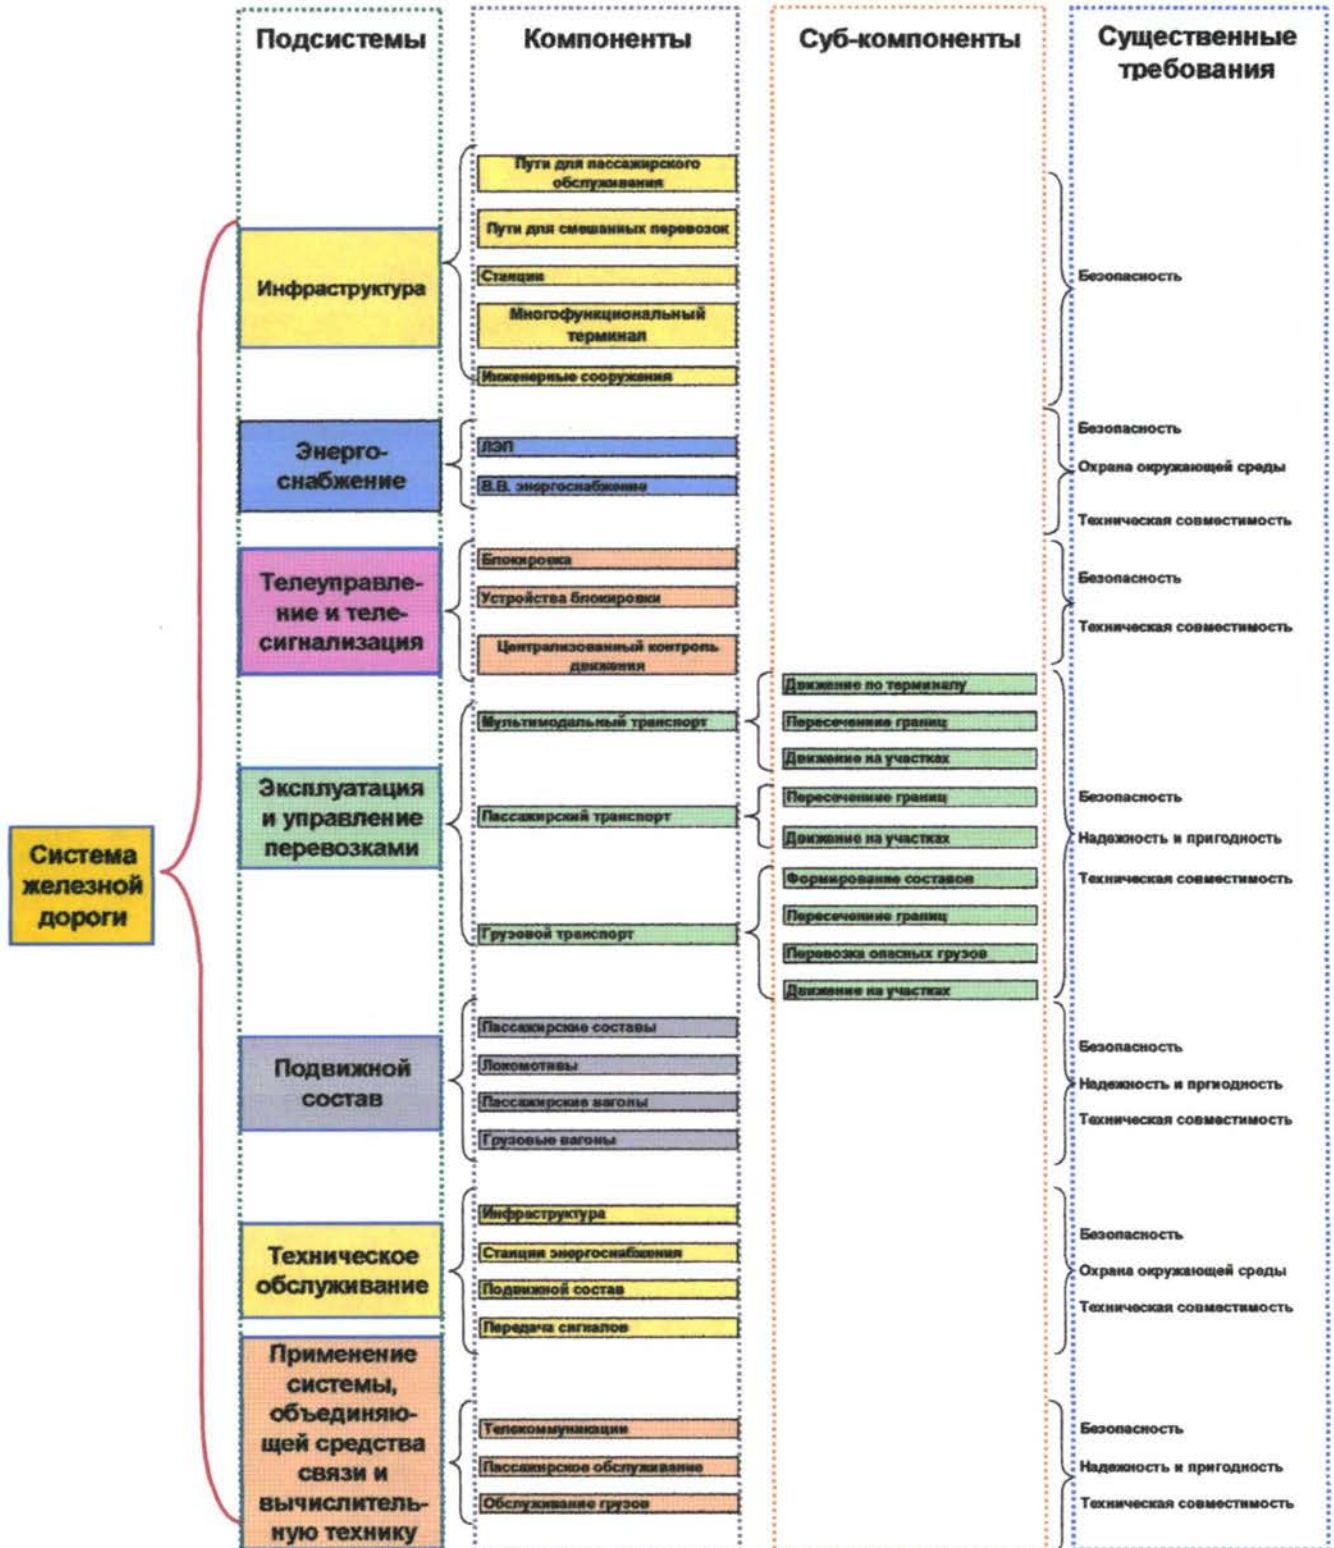 Подсистемы
Компоненты
Суб-компоненты
Существенные
требования
Система
железной
дороги
Инфраструктура
Пути для пассажирского
обслуживания
Пути для смешанных перевозок
Станции
Многофункциональный
терминал
Инженерные сооружения
Безопасность
Энерго-
снабжение
ЛЭП
В.В. энергоснабжение
Безопасность
Охрана окружающей среды
Техническая совместимость
Телеуправле-
ние и теле-
сигнализация
Блокировка
Устройства блокировки
Централизованный контроль
движения
Безопасность
Техническая совместимость
Эксплуатация
и управление
перевозками
Мультимодальный транспорт
Движение по терминалу
Пересечение границ
Движение на участках
Пассажирский транспорт
Пересечение границ
Движение на участках
Грузовой транспорт
Формирование составов
Пересечение границ
Перевозка опасных грузов
Движение на участках
Безопасность
Надежность и пригодность
Техническая совместимость
Подвижной
состав
Пассажирские составы
Локомотивы
Пассажирские вагоны
Грузовые вагоны
Безопасность
Надежность и пргиодность
Техническая совместимость
Техническое
обслуживание
Инфраструктура
Станции энергоснабжения
Подвижной состав
Передача сигналов
Безопасность
Охрана окружающей среды
Техническая совместимость
Применение
системы,
объединяю-
щей средства
связи и
вычислитель-
ную технику
Телекоммуникации
Пассажирское обслуживание
Обслуживание грузов
Безопасность
Надежность и пригодность
Техническая совместимость